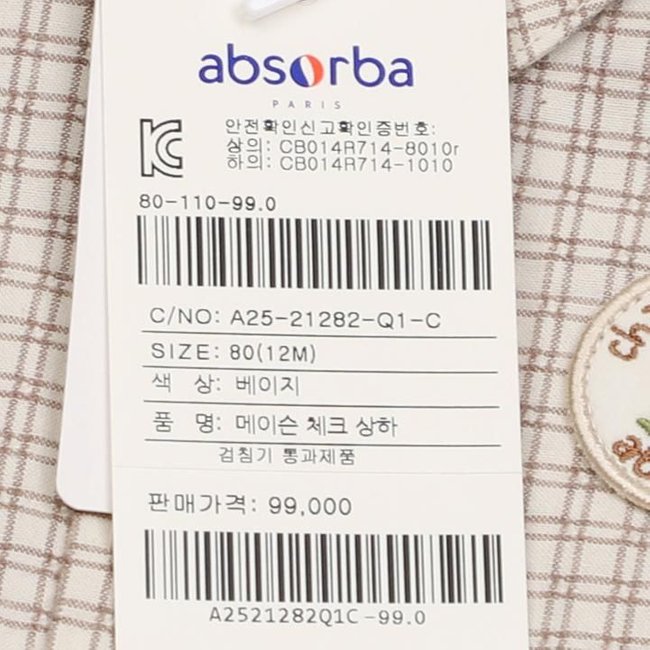 absorba
PARIS
안전확인신고확인증번호:
상의: CB014R714-8010r
하의: CB014R714-1010
80-110-99.0
C/NO: A25-21282-Q1-C
SIZE: 80(12M)
색 상: 베이지
품 명: 메이슨 체크 상하
검침기 통과제품
판매가격: 99,000
A2521282Q1C-99.0